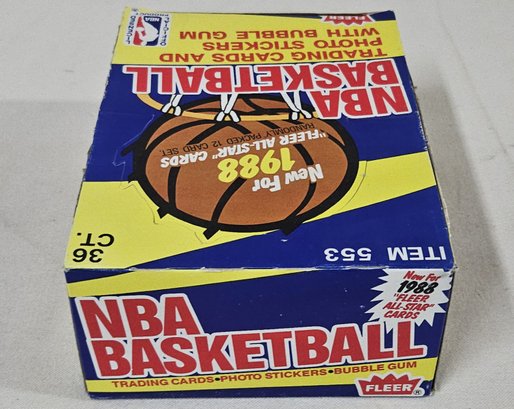 FLEER
TRADING CARDS AND
PHOTO STICKERS
WITH BUBBLE GUM
NBA
NBA
BASKETBALL
New For
1988
"FLEER ALL-STAR" CARDS
RANDOMLY PACKED 12 CARD SET.
36
CT.
ITEM 553
New For
1988
"FLEER
ALL-STAR"
CARDS
NBA
BASKETBALL
TRADING CARDS•PHOTO STICKERS•BUBBLE GUM
FLEER®